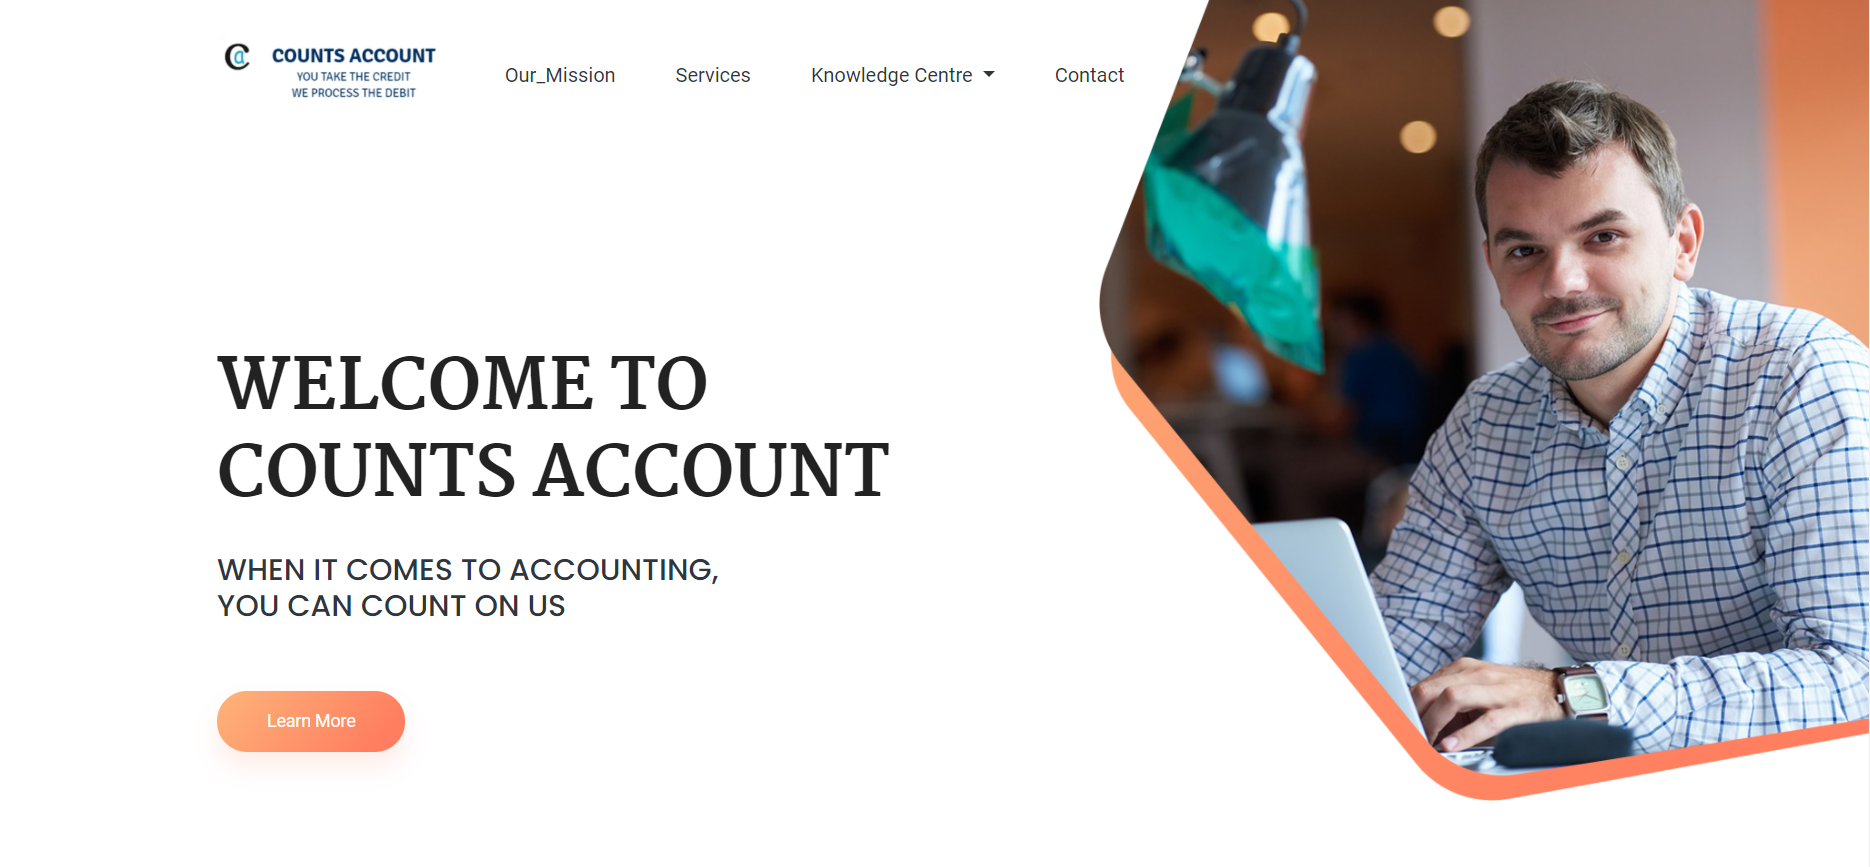 COUNTS ACCOUNT
YOU TAKE THE CREDIT
WE PROCESS THE DEBIT
Our_Mission
Services
Knowledge Centre
Contact
WELCOME TO
COUNTS ACCOUNT
WHEN IT COMES TO ACCOUNTING,
YOU CAN COUNT ON US
Learn More